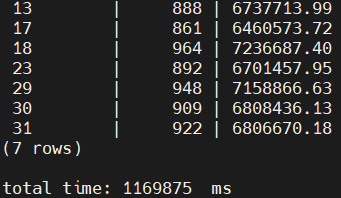 13 | 888 | 6737713.99
17 | 861 | 6460573.72
18 | 964 | 7236687.40
23 | 892 | 6701457.95
29 | 948 | 7158866.63
30 | 909 | 6808436.13
31 | 922 | 6806670.18
(7 rows)
total time: 1169875  ms